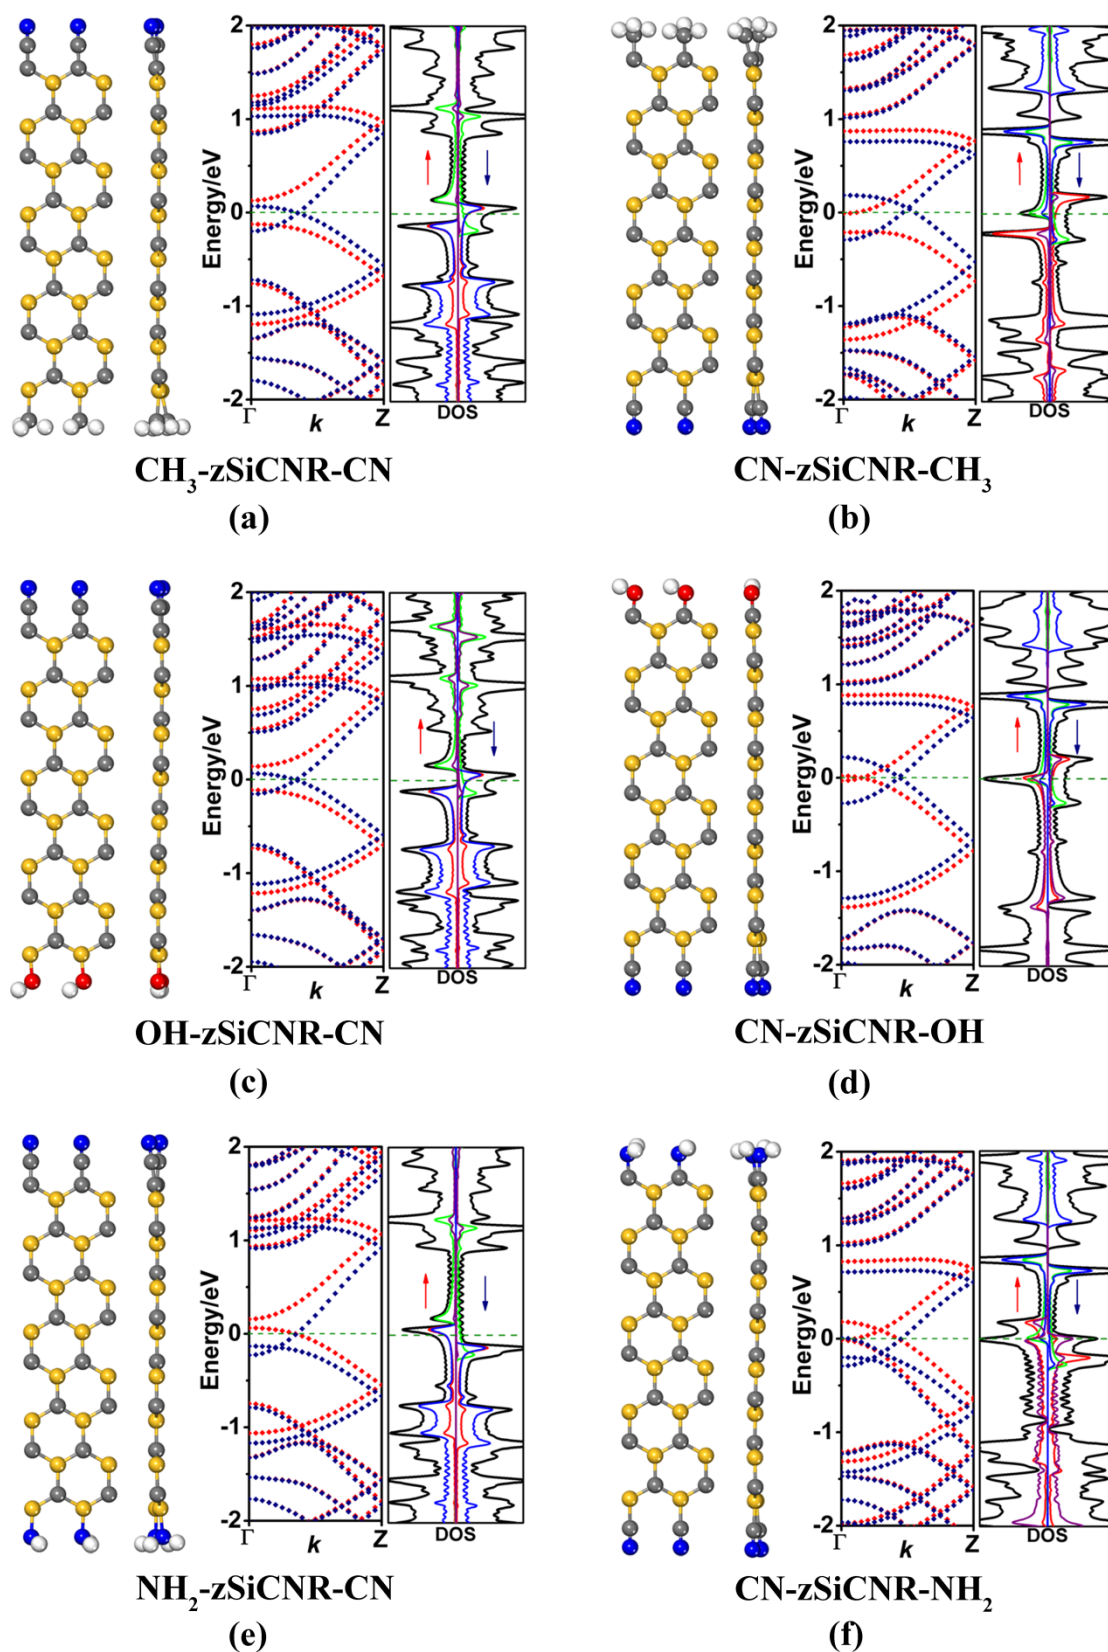 2
1
0
-1
-2
Energy/eV
Γ
k
Z
DOS
CH₃-zSiCNR-CN
(a)
2
1
0
-1
-2
Energy/eV
Γ
k
Z
DOS
CN-zSiCNR-CH₃
(b)
2
1
0
-1
-2
Energy/eV
Γ
k
Z
DOS
OH-zSiCNR-CN
(c)
2
1
0
-1
-2
Energy/eV
Γ
k
Z
DOS
CN-zSiCNR-OH
(d)
2
1
0
-1
-2
Energy/eV
Γ
k
Z
DOS
NH₂-zSiCNR-CN
(e)
2
1
0
-1
-2
Energy/eV
Γ
k
Z
DOS
CN-zSiCNR-NH₂
(f)